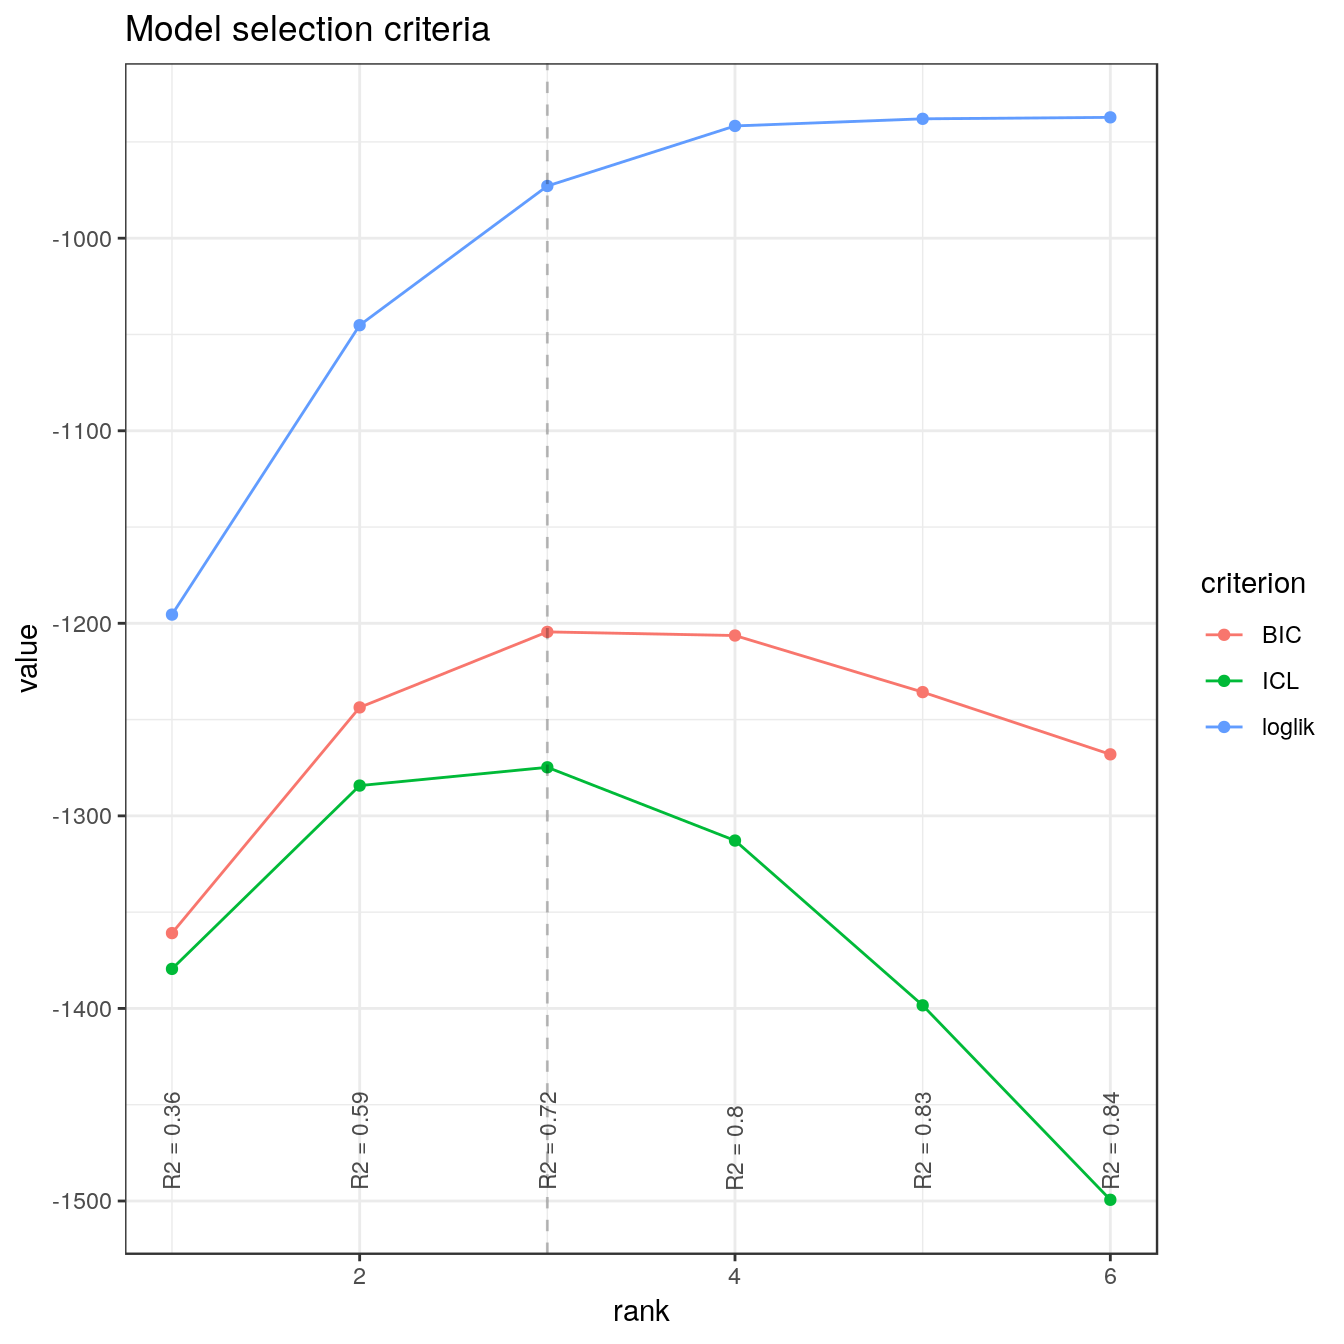 Model selection criteria
value
-1000
-1100
-1200
-1300
-1400
-1500
R2 = 0.36
R2 = 0.59
R2 = 0.72
R2 = 0.8
R2 = 0.83
R2 = 0.84
2
4
6
rank
criterion
BIC
ICL
loglik